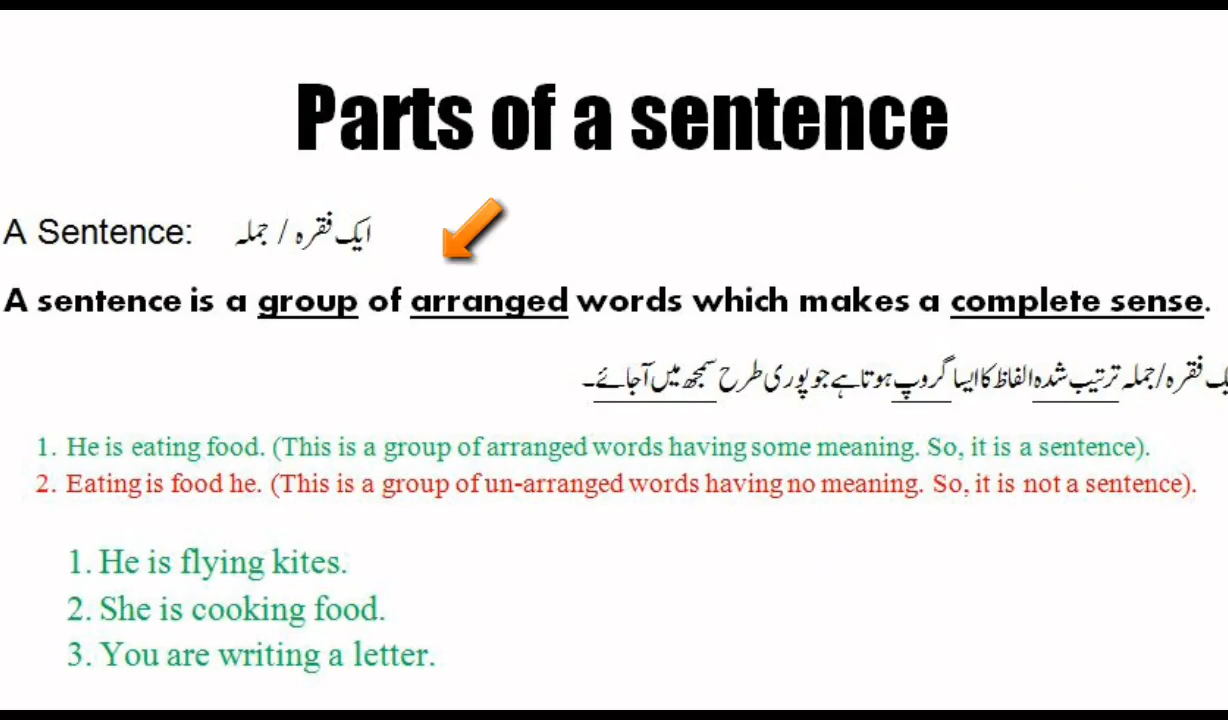 Parts of a sentence
A Sentence: ایک فقرہ / جملہ
A sentence is a group of arranged words which makes a complete sense.
فقرہ/جملہ ترتیب شدہ الفاظ کا ایسا گروپ ہوتا ہے جو پوری طرح سمجھ میں آجائے۔
1. He is eating food. (This is a group of arranged words having some meaning. So, it is a sentence).
2. Eating is food he. (This is a group of un-arranged words having no meaning. So, it is not a sentence).
1. He is flying kites.
2. She is cooking food.
3. You are writing a letter.